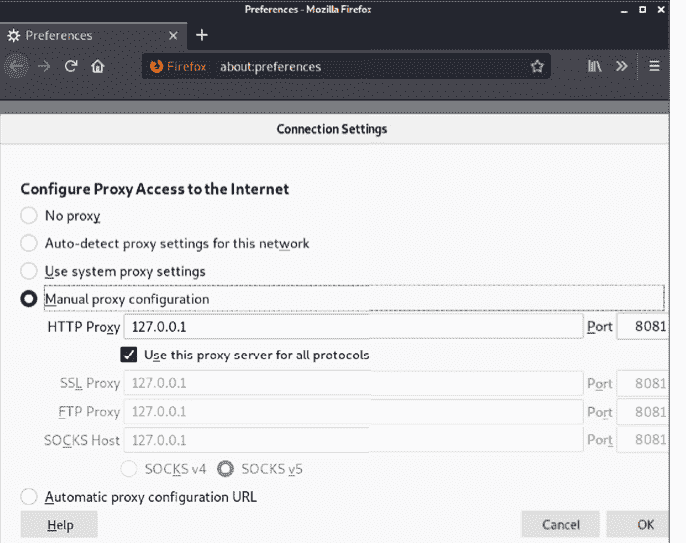 Preferences - Mozilla Firefox
Preferences
Firefox about:preferences
Connection Settings
Configure Proxy Access to the Internet
No proxy
Auto-detect proxy settings for this network
Use system proxy settings
Manual proxy configuration
HTTP Proxy 127.0.0.1 Port 8081
Use this proxy server for all protocols
SSL Proxy 127.0.0.1 Port 8081
FTP Proxy 127.0.0.1 Port 8081
SOCKS Host 127.0.0.1 Port 8081
SOCKS v4 SOCKS v5
Automatic proxy configuration URL
Help Cancel OK